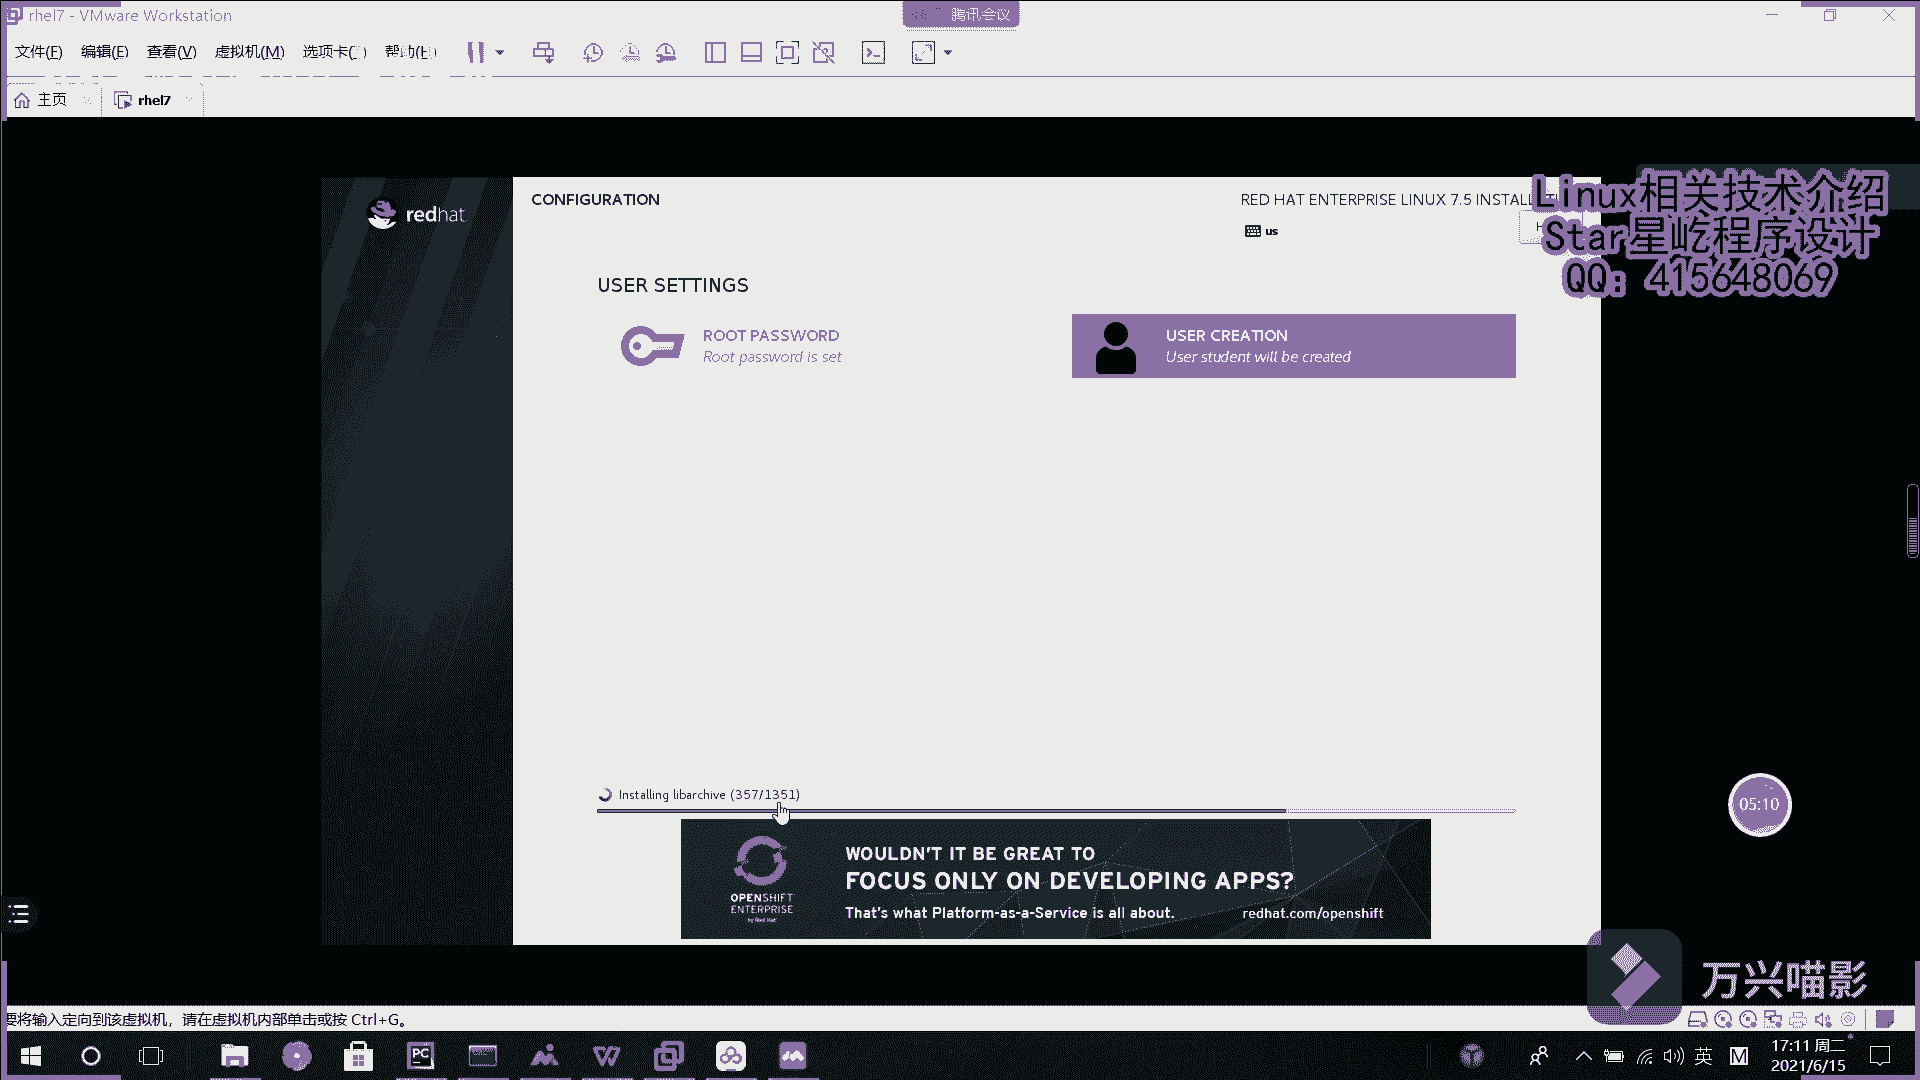 rhel7 - VMware Workstation
腾讯会议
文件(F) 编辑(E) 查看(V) 虚拟机(M) 选项卡(T) 帮助(H)
主页 rhel7
redhat
CONFIGURATION
RED HAT ENTERPRISE LINUX 7.5 INSTALL
us
Linux相关技术介绍
Star星屹程序设计
QQ：415648069
USER SETTINGS
ROOT PASSWORD
Root password is set
USER CREATION
User student will be created
Installing libarchive (357/1351)
05:10
OPENSHIFT
ENTERPRISE
by Red Hat
WOULDN'T IT BE GREAT TO
FOCUS ONLY ON DEVELOPING APPS?
That's what Platform-as-a-Service is all about.
redhat.com/openshift
万兴喵影
要将输入定向到该虚拟机，请在虚拟机内部单击或按 Ctrl+G。
PC
英 M
17:11 周二
2021/6/15